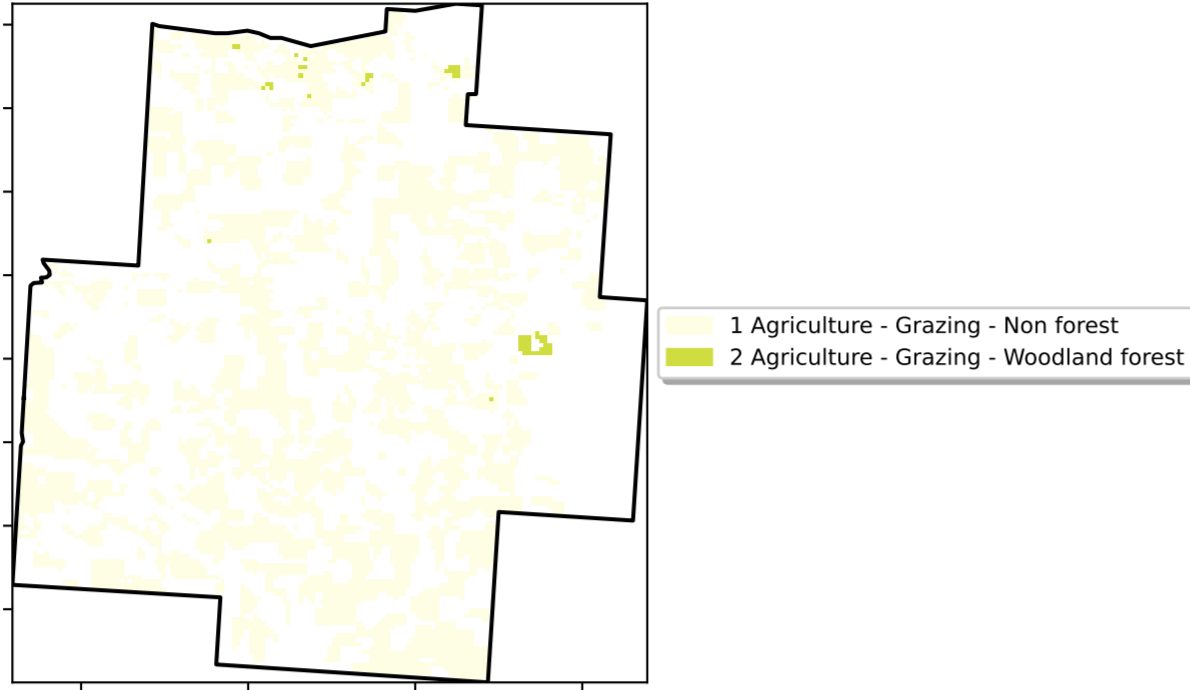 1 Agriculture - Grazing - Non forest
2 Agriculture - Grazing - Woodland forest